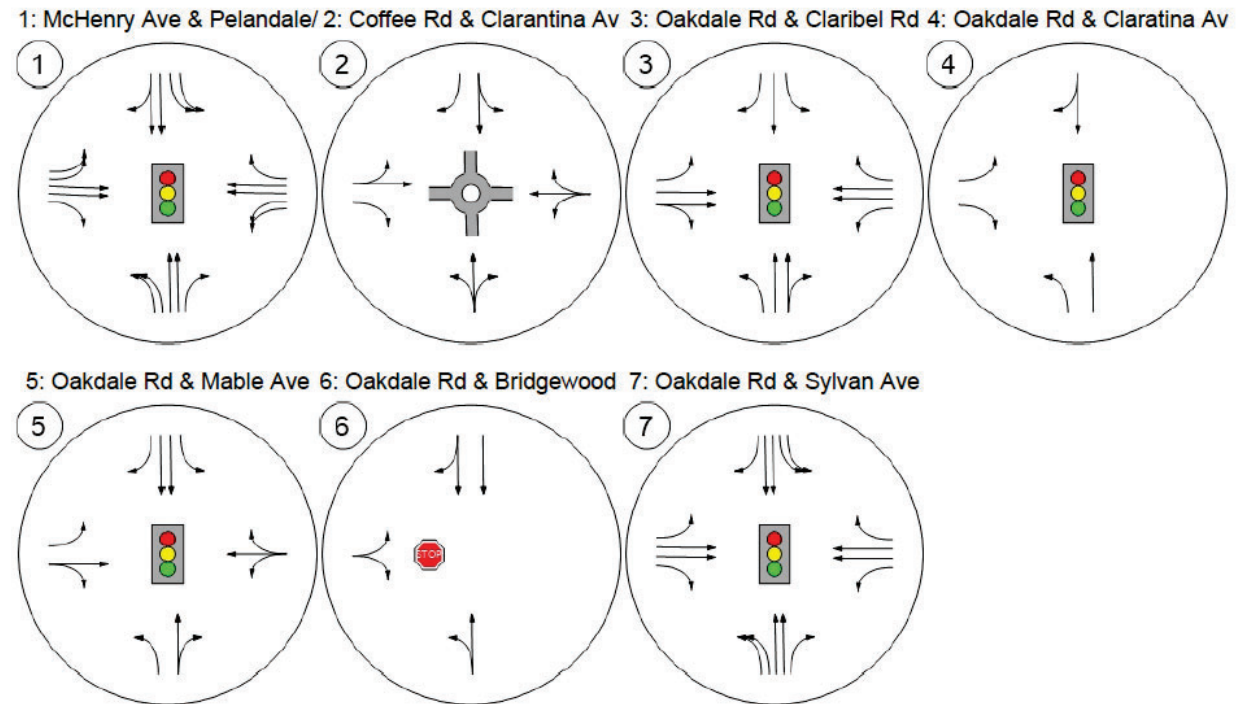 1: McHenry Ave & Pelandale/ 2: Coffee Rd & Clarantina Av 3: Oakdale Rd & Claribel Rd 4: Oakdale Rd & Claratina Av
1 2 3 4
5: Oakdale Rd & Mable Ave 6: Oakdale Rd & Bridgewood 7: Oakdale Rd & Sylvan Ave
5 6 7
STOP